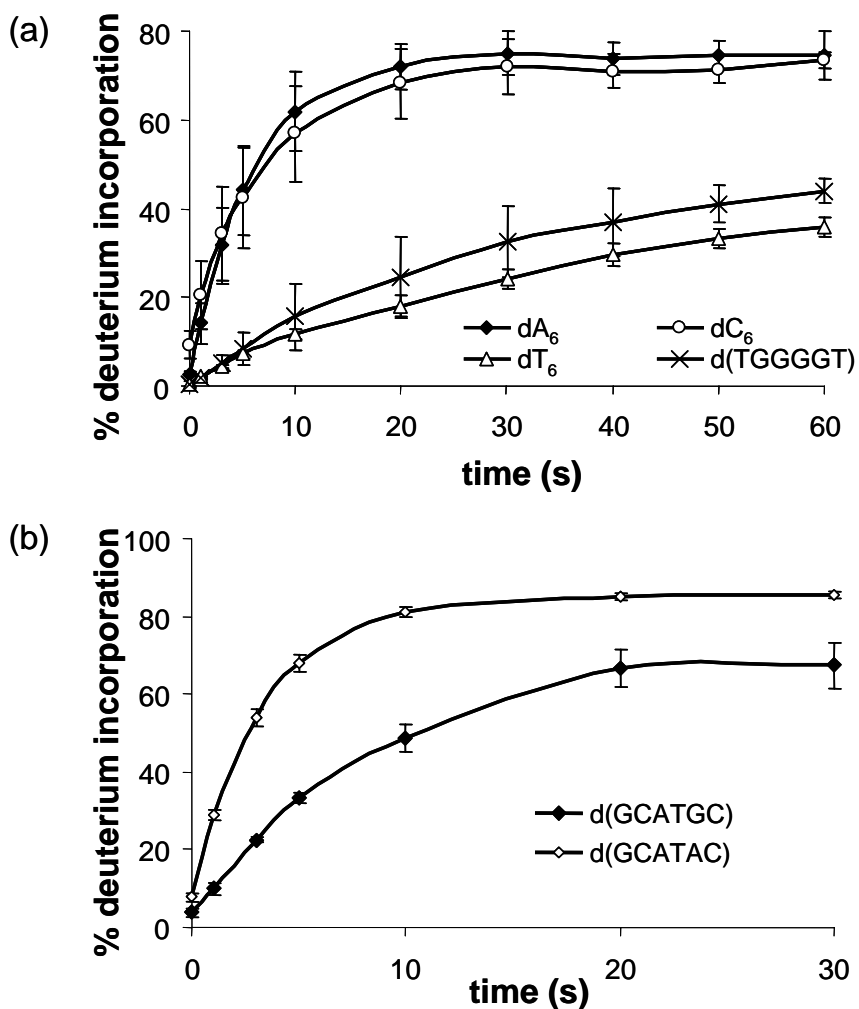 (a)
% deuterium incorporation
80
60
40
20
0
dA₆
dC₆
dT₆
d(TGGGGT)
0 10 20 30 40 50 60
time (s)
(b)
% deuterium incorporation
100
80
60
40
20
0
d(GCATGC)
d(GCATAC)
0 10 20 30
time (s)